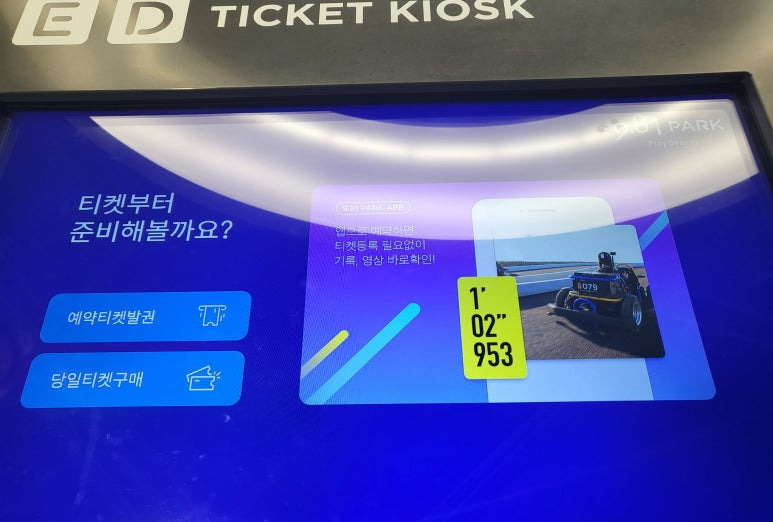 E D TICKET KIOSK
9.81 PARK
Play Gravity
티켓부터
준비해볼까요?
예약티켓발권
당일티켓구매
9.81 PARK APP
앱으로 예약하면
티켓등록 필요없이
기록, 영상 바로확인!
1'
02"
953
079